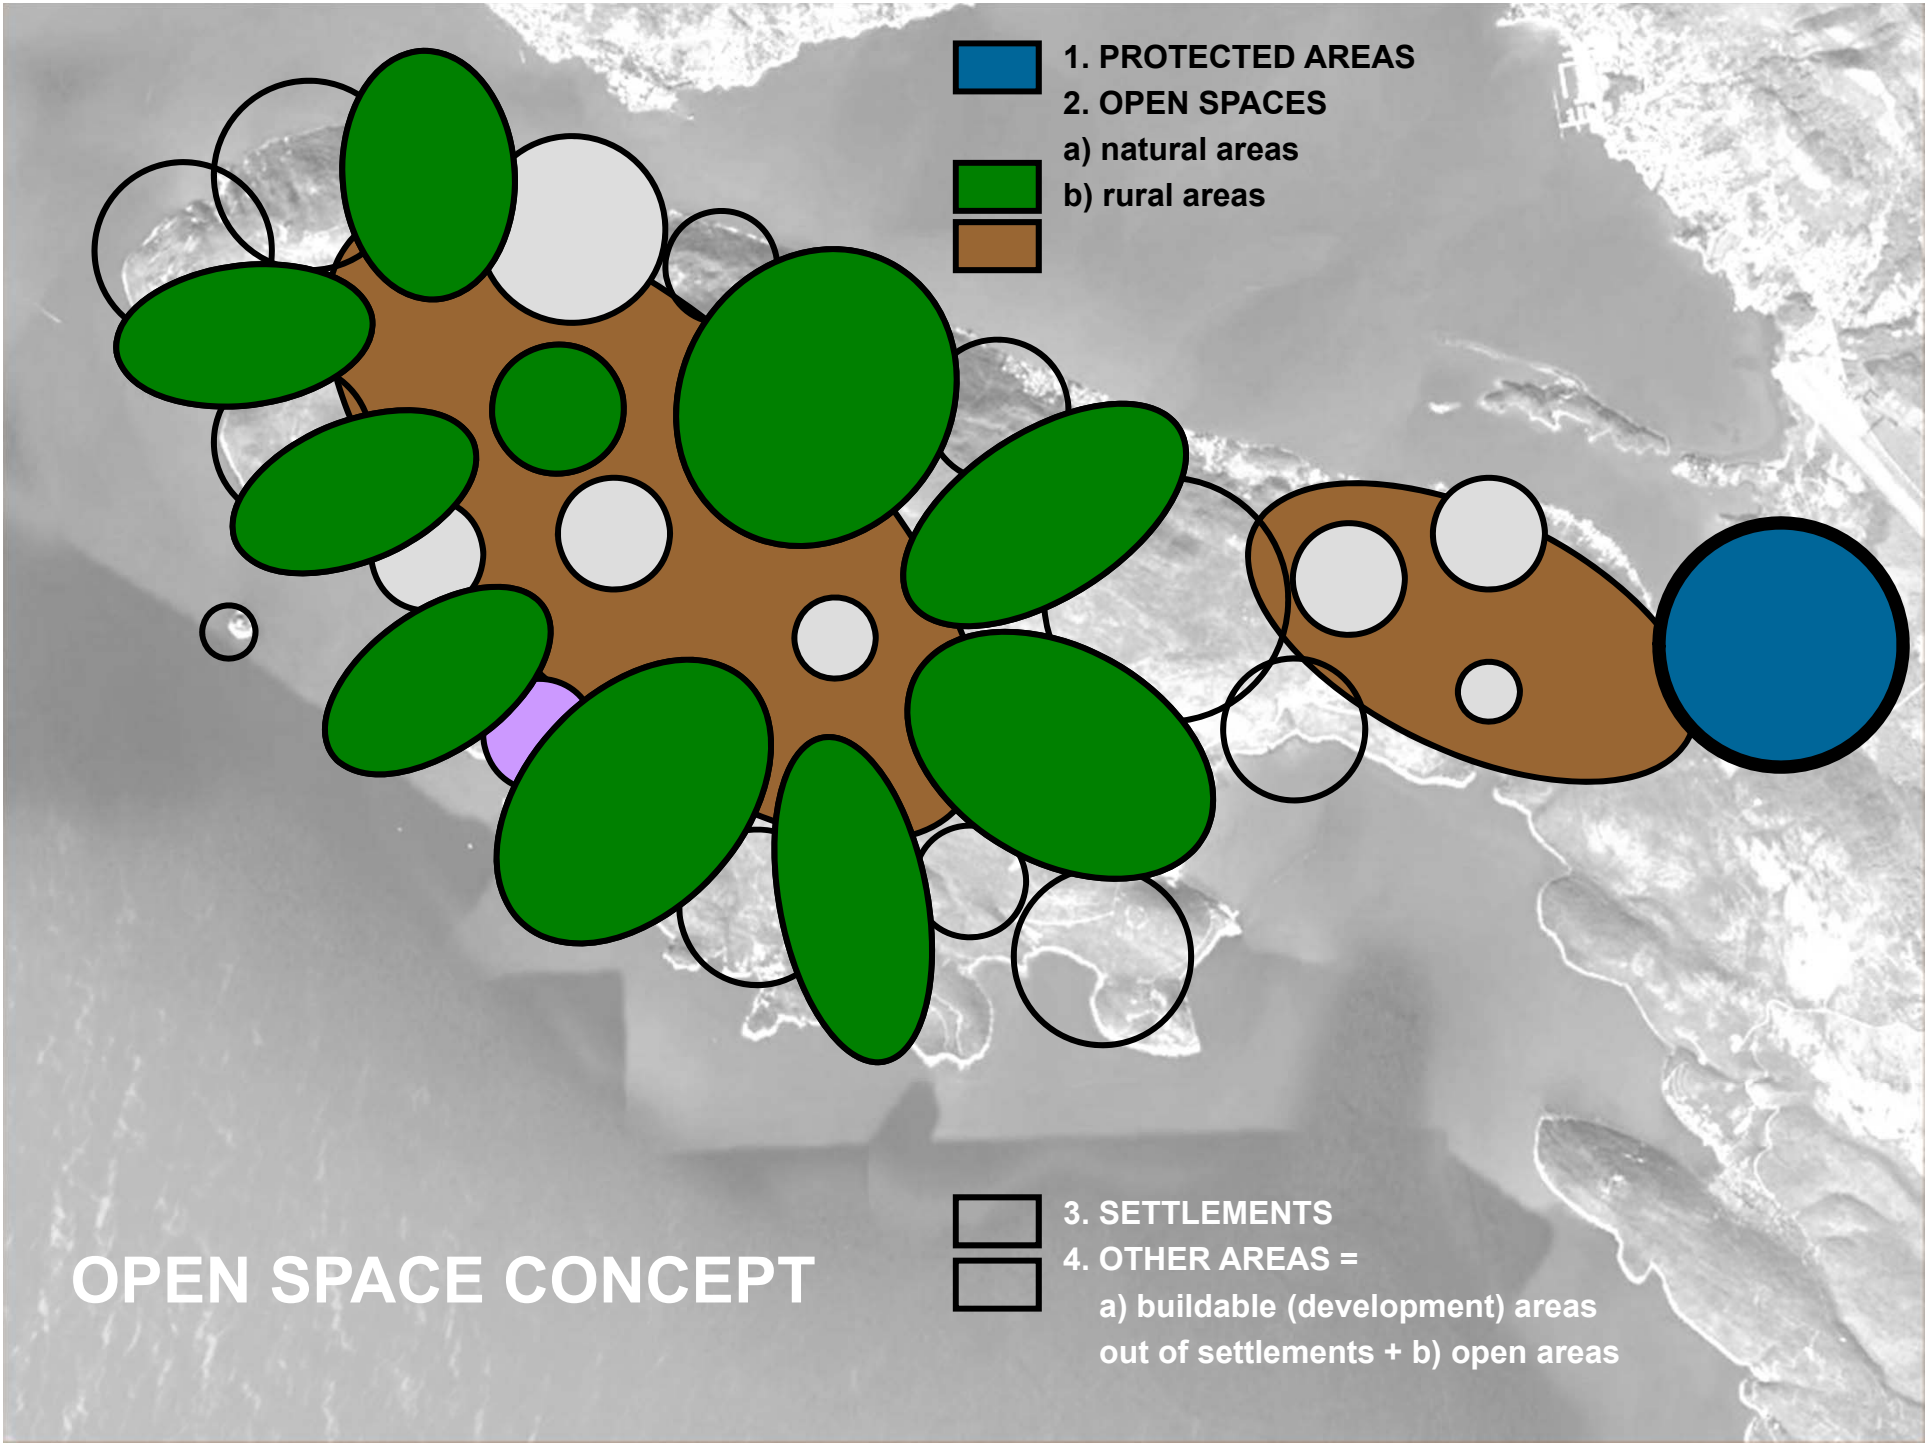 1. PROTECTED AREAS
2. OPEN SPACES
a) natural areas
b) rural areas
3. SETTLEMENTS
4. OTHER AREAS =
a) buildable (development) areas
out of settlements + b) open areas
OPEN SPACE CONCEPT